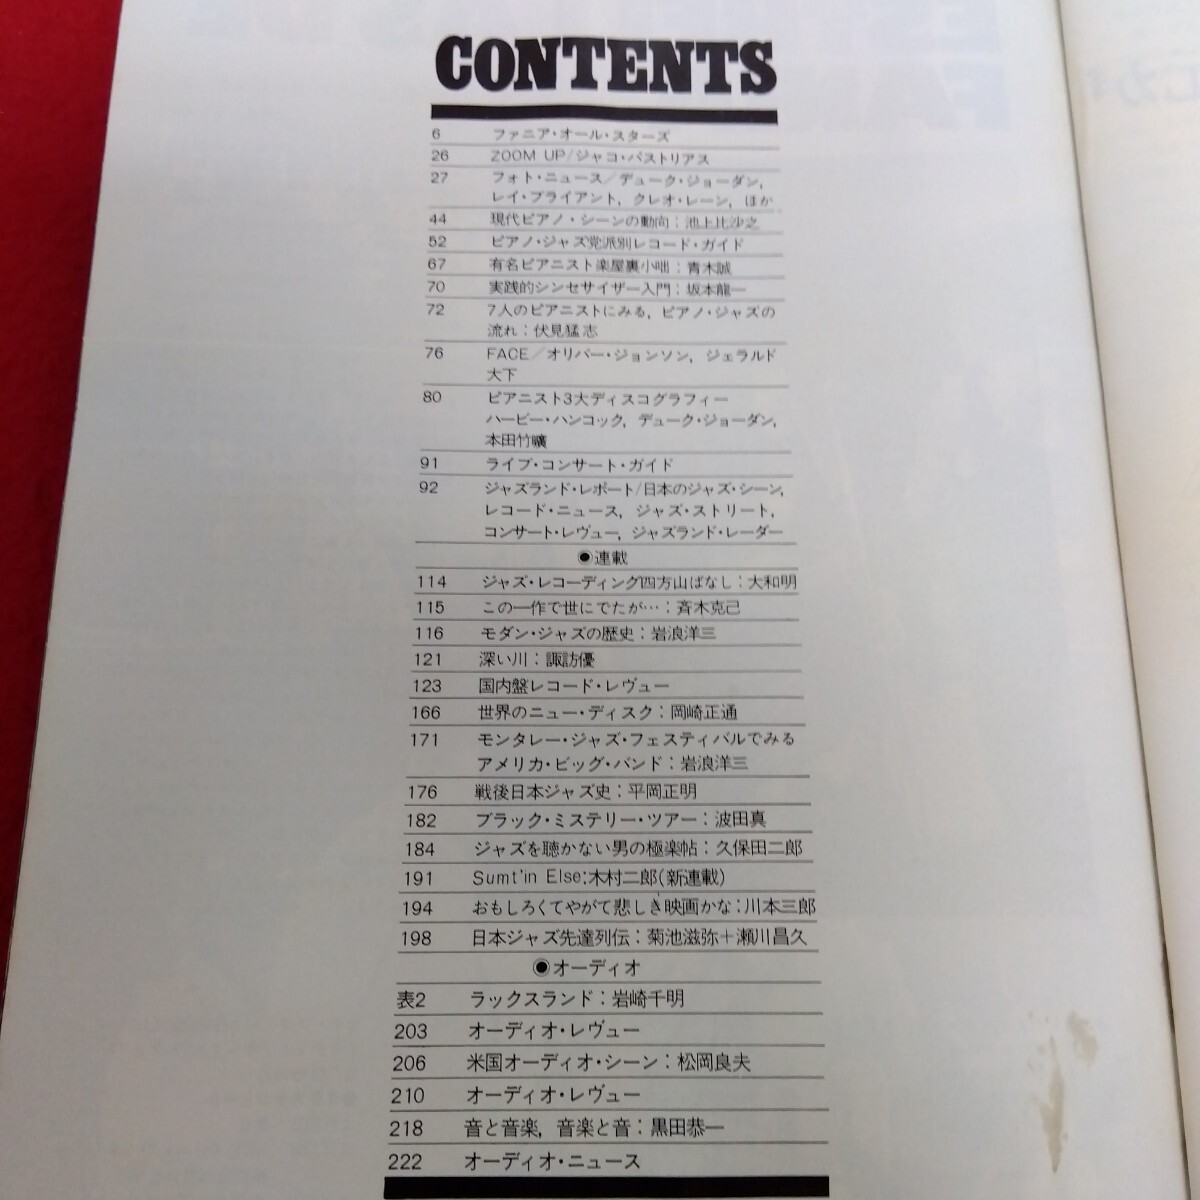 CONTENTS
6 ファニア・オール・スターズ
26 ZOOM UP/ジャコ・パストリアス
27 フォト・ニュース/デューク・ジョーダン,
レイ・ブライアント, クレオ・レーン, ほか
44 現代ピアノ・シーンの動向：池上比沙之
52 ピアノ・ジャズ党派別レコード・ガイド
67 有名ピアニスト楽屋裏小咄：青木誠
70 実践的シンセサイザー入門：坂本龍一
72 7人のピアニストにみる, ピアノ・ジャズの
流れ：伏見猛志
76 FACE/オリバー・ジョンソン, ジェラルド
大下
80 ピアニスト3大ディスコグラフィー
ハービー・ハンコック, デューク・ジョーダン,
本田竹曠
91 ライブ・コンサート・ガイド
92 ジャズランド・レポート/日本のジャズ・シーン,
レコード・ニュース, ジャズ・ストリート,
コンサート・レヴュー, ジャズランド・レーダー
◉連載
114 ジャズ・レコーディング四方山ばなし：大和明
115 この一作で世にでたが…：斉木克己
116 モダン・ジャズの歴史：岩浪洋三
121 深い川：諏訪優
123 国内盤レコード・レヴュー
166 世界のニュー・ディスク：岡崎正通
171 モンタレー・ジャズ・フェスティバルでみる
アメリカ・ビッグ・バンド：岩浪洋三
176 戦後日本ジャズ史：平岡正明
182 ブラック・ミステリー・ツアー：波田真
184 ジャズを聴かない男の極楽帖：久保田二郎
191 Sumt'in Else:木村二郎(新連載)
194 おもしろくてやがて悲しき映画かな：川本三郎
198 日本ジャズ先達列伝：菊池滋弥+瀬川昌久
◉オーディオ
表2 ラックスランド：岩崎千明
203 オーディオ・レヴュー
206 米国オーディオ・シーン：松岡良夫
210 オーディオ・レヴュー
218 音と音楽, 音楽と音：黒田恭一
222 オーディオ・ニュース